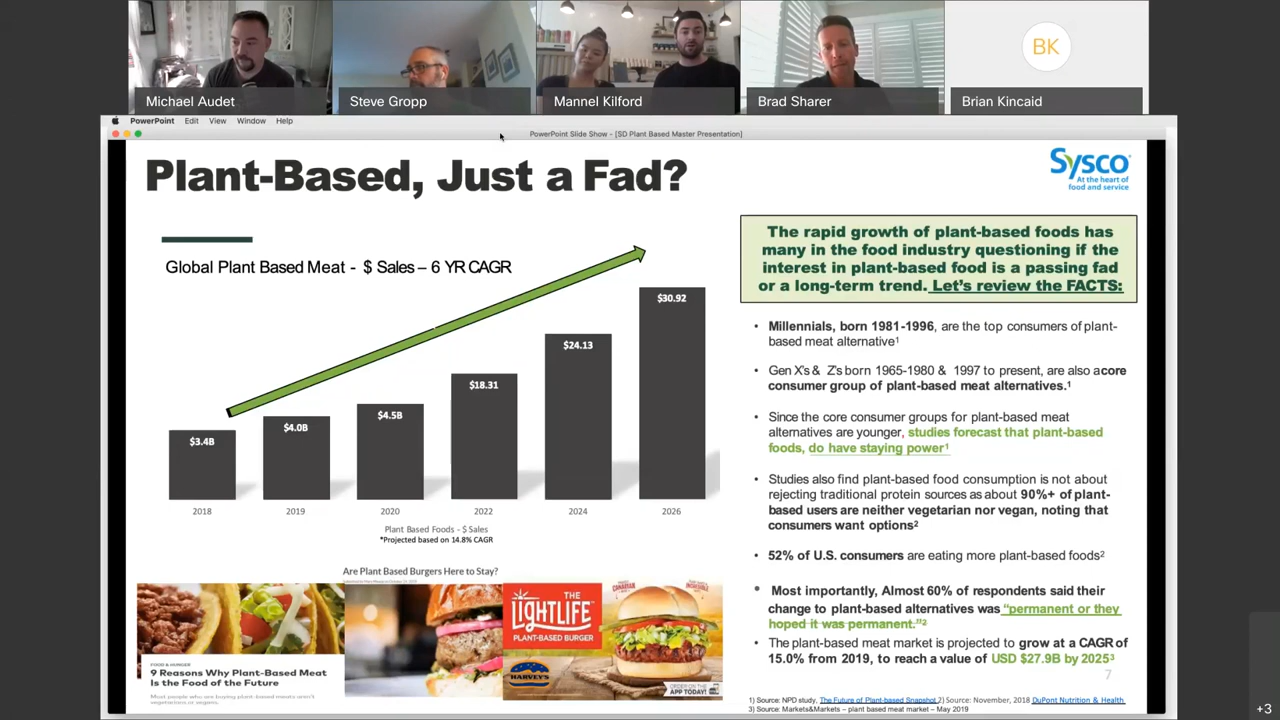 Michael Audet
Steve Gropp
Mannel Kilford
Brad Sharer
BK
Brian Kincaid
PowerPoint Edit View Window Help
PowerPoint Slide Show - [SD Plant Based Master Presentation]
Plant-Based, Just a Fad?
Sysco
At the heart of
food and service
Global Plant Based Meat - $ Sales – 6 YR CAGR
$3.4B
$4.0B
$4.5B
$18.31
$24.13
$30.92
2018 2019 2020 2022 2024 2026
Plant Based Foods - $ Sales
*Projected based on 14.8% CAGR
Are Plant Based Burgers Here to Stay?
FOOD & HUNGER
9 Reasons Why Plant-Based Meat
Is the Food of the Future
Most people who are buying plant-based meats aren't
vegetarians or vegans.
THE
LIGHTLIFE
PLANT-BASED BURGER
HARVEY'S
ORDER ON THE
APP TODAY!
The rapid growth of plant-based foods has
many in the food industry questioning if the
interest in plant-based food is a passing fad
or a long-term trend. Let's review the FACTS:
• Millennials, born 1981-1996, are the top consumers of plant-
based meat alternative¹
• Gen X's & Z's born 1965-1980 & 1997 to present, are also a core
consumer group of plant-based meat alternatives.¹
• Since the core consumer groups for plant-based meat
alternatives are younger, studies forecast that plant-based
foods, do have staying power¹
• Studies also find plant-based food consumption is not about
rejecting traditional protein sources as about 90%+ of plant-
based users are neither vegetarian nor vegan, noting that
consumers want options²
• 52% of U.S. consumers are eating more plant-based foods²
• Most importantly, Almost 60% of respondents said their
change to plant-based alternatives was “permanent or they
hoped it was permanent.”²
• The plant-based meat market is projected to grow at a CAGR of
15.0% from 2019, to reach a value of USD $27.9B by 2025³
7
1) Source: NPD study, The Future of Plant-based Snapshot 2) Source: November, 2018 DuPont Nutrition & Health
3) Source: Markets&Markets – plant based meat market – May 2019
+3